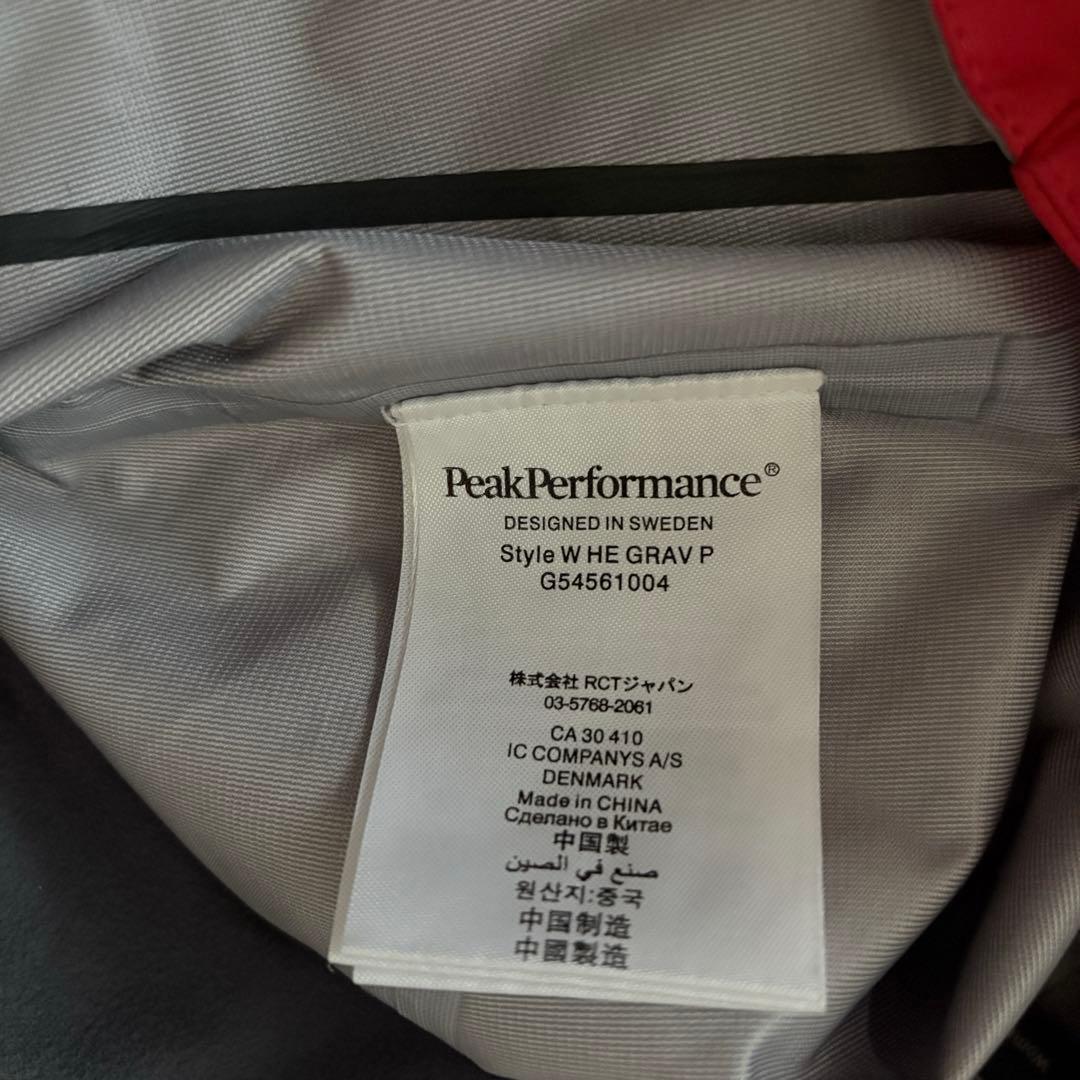 PeakPerformance®
DESIGNED IN SWEDEN
Style W HE GRAV P
G54561004
株式会社 RCTジャパン
03-5768-2061
CA 30 410
IC COMPANYS A/S
DENMARK
Made in CHINA
Сделано в Китае
中国製
صنع في الصين
원산지:중국
中国制造
中國製造